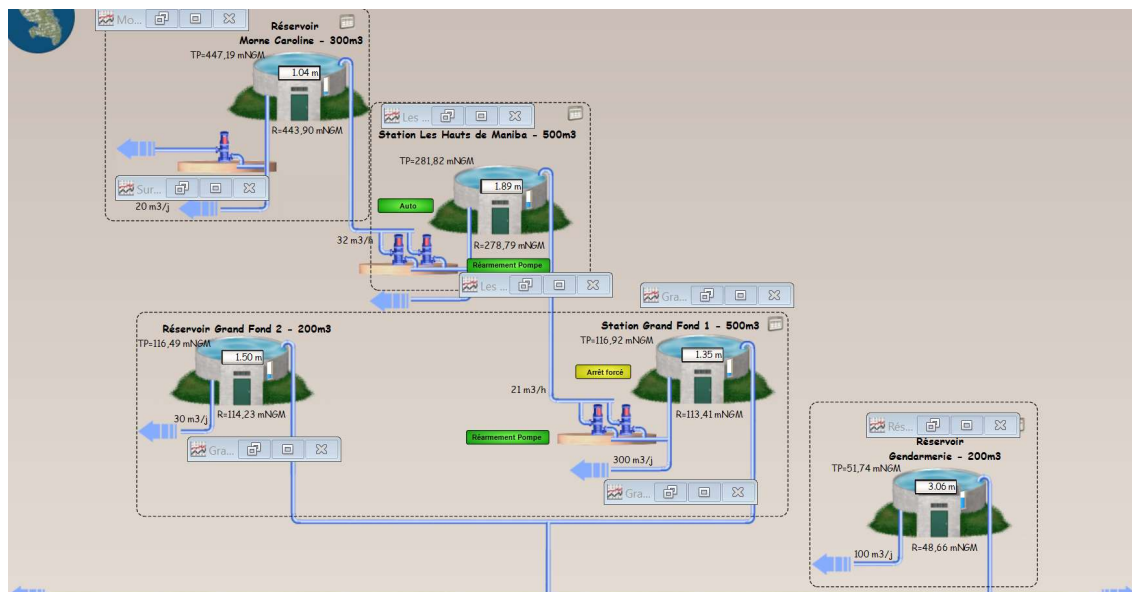 Mo...
Réservoir
Morne Caroline - 300m3
TP=447,19 mNGM
1.04 m
R=443,90 mNGM
Sur...
20 m3/j
Les ...
Station Les Hauts de Maniba - 500m3
TP=281,82 mNGM
1.89 m
Auto
R=278,79 mNGM
32 m3/h
Réarmement Pompe
Les ...
Gra...
Réservoir Grand Fond 2 - 200m3
TP=116,49 mNGM
1.50 m
R=114,23 mNGM
30 m3/j
Gra...
Station Grand Fond 1 - 500m3
TP=116,92 mNGM
1.35 m
Arrêt forcé
21 m3/h
R=113,41 mNGM
Réarmement Pompe
300 m3/j
Gra...
Rés...
Réservoir
Gendarmerie - 200m3
TP=51,74 mNGM
3.06 m
R=48,66 mNGM
100 m3/j